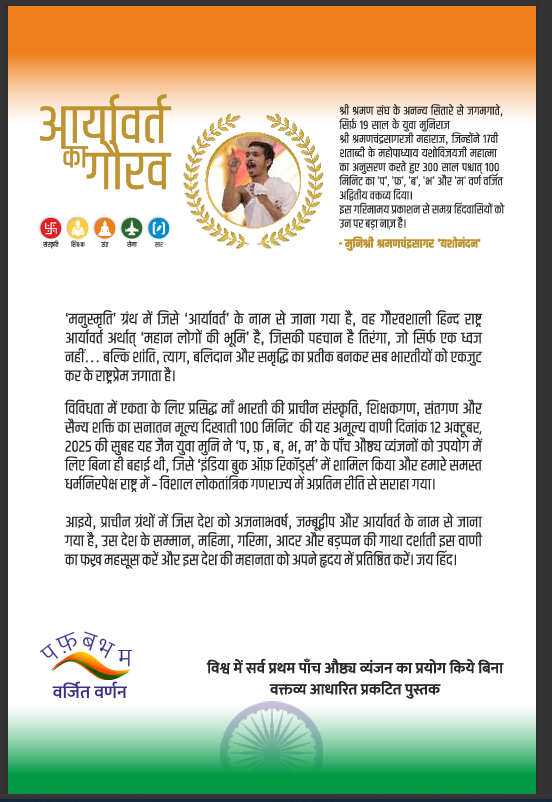 आर्यावर्त
का गौरव
संस्कृति शिक्षक संत सेना सार
श्री श्रमण संघ के अनन्य सितारे से जगमगाते,
सिर्फ़ 19 साल के युवा मुनिराज
श्री श्रमणचंद्रसागरजी महाराज, जिन्होंने 17वी
शताब्दी के महोपाध्याय यशोविजयजी महात्मा
का अनुसरण करते हुए 300 साल पश्चात् 100
मिनिट का 'प', 'फ़', 'ब', 'भ' और 'म' वर्ण वर्जित
अद्वितीय वक्तव्य दिया।
इस गरिमामय प्रकाशन से समग्र हिंदवासियों को
उन पर बड़ा नाज़ है।
- मुनिश्री श्रमणचंद्रसागर 'यशोनंदन'
'मनुस्मृति' ग्रंथ में जिसे 'आर्यावर्त' के नाम से जाना गया है, वह गौरवशाली हिन्द राष्ट्र
आर्यावर्त अर्थात् 'महान लोगों की भूमि' है, जिसकी पहचान है तिरंगा, जो सिर्फ़ एक ध्वज
नहीं... बल्कि शांति, त्याग, बलिदान और समृद्धि का प्रतीक बनकर सब भारतीयों को एकजुट
कर के राष्ट्रप्रेम जगाता है।
विविधता में एकता के लिए प्रसिद्ध माँ भारती की प्राचीन संस्कृति, शिक्षकगण, संतगण और
सैन्य शक्ति का सनातन मूल्य दिखाती 100 मिनिट की यह अमूल्य वाणी दिनांक 12 अक्टूबर,
2025 की सुबह यह जैन युवा मुनि ने 'प, फ़ , ब, भ, म' के पाँच औष्ठ्य व्यंजनों को उपयोग में
लिए बिना ही बहाई थी, जिसे 'इंडिया बुक ऑफ़ रिकॉर्ड्स' में शामिल किया और हमारे समस्त
धर्मनिरपेक्ष राष्ट्र में - विशाल लोकतांत्रिक गणराज्य में अप्रतिम रीति से सराहा गया।
आइये, प्राचीन ग्रंथों में जिस देश को अजनाभवर्ष, जम्बूद्वीप और आर्यावर्त के नाम से जाना
गया है, उस देश के सम्मान, महिमा, गरिमा, आदर और बड़प्पन की गाथा दर्शाती इस वाणी
का फख्र महसूस करें और इस देश की महानता को अपने हृदय में प्रतिष्ठित करें। जय हिंद।
प फ़ ब भ म
वर्जित वर्णन
विश्व में सर्व प्रथम पाँच औष्ठ्य व्यंजन का प्रयोग किये बिना
वक्तव्य आधारित प्रकटित पुस्तक